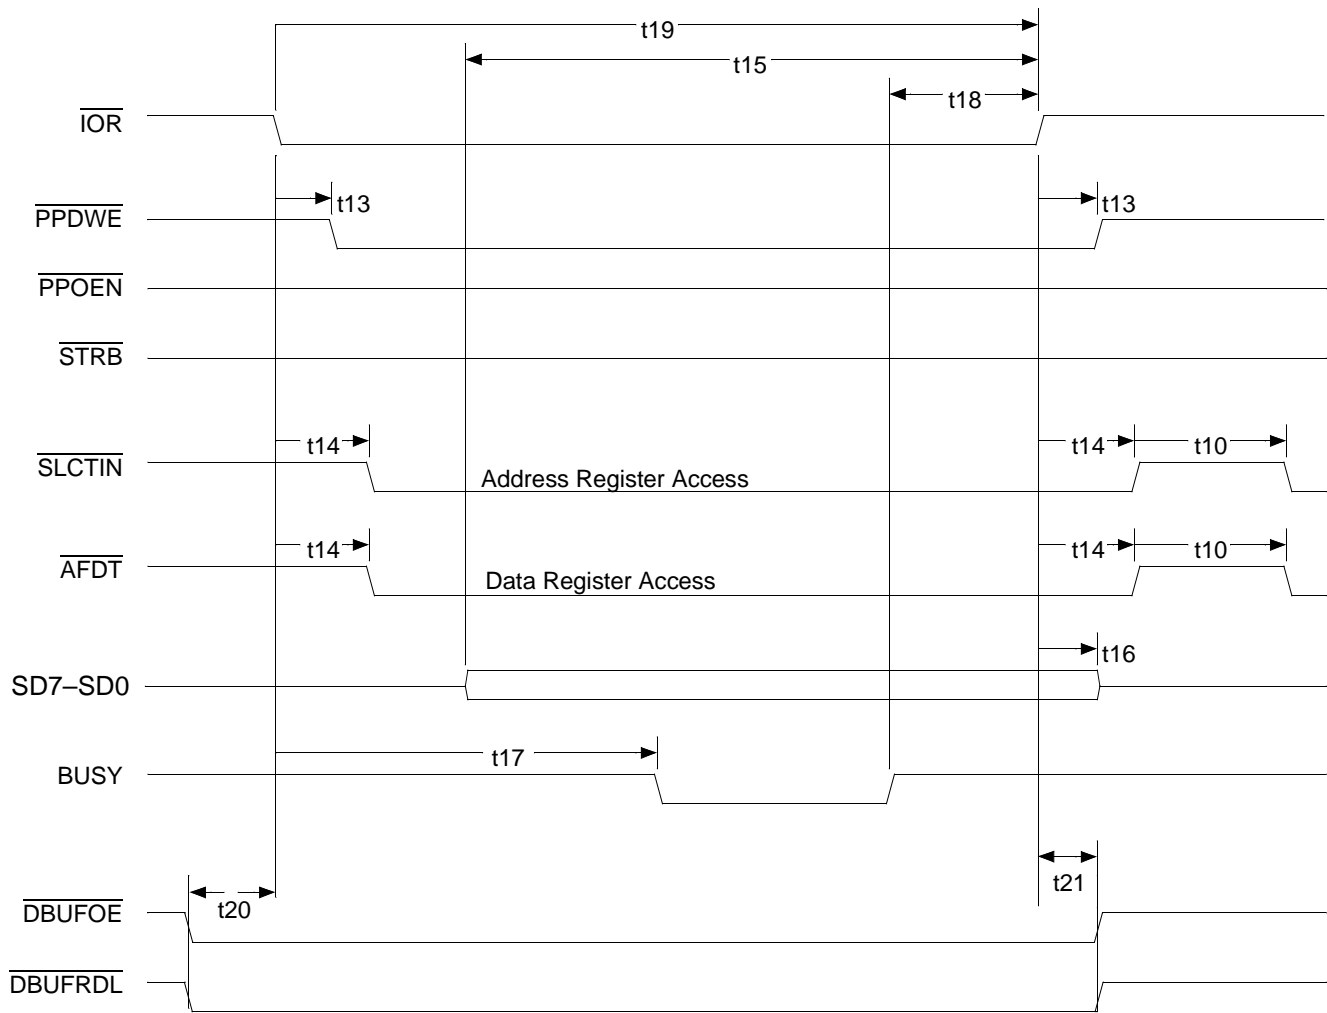 t19
t15
t18
IOR
t13 t13
PPDWE
PPOEN
STRB
t14 t14 t10
SLCTIN
Address Register Access
t14 t14 t10
AFDT
Data Register Access
t16
SD7–SD0
t17
BUSY
t21
t20
DBUFOE
DBUFRDL